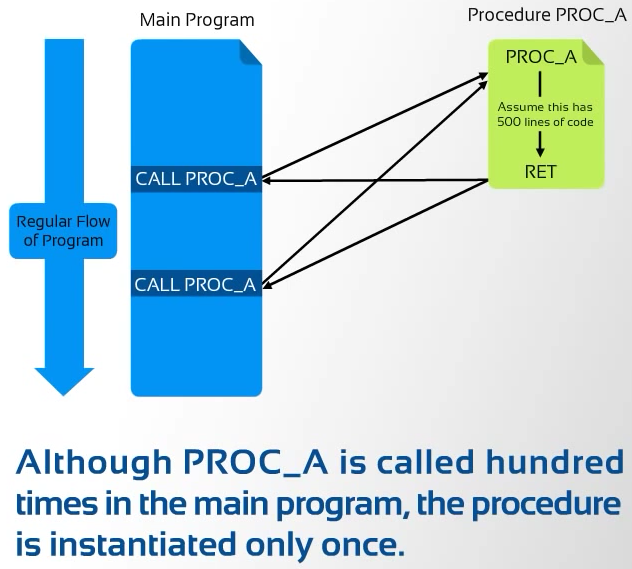 Main Program
Procedure PROC_A
PROC_A
Assume this has
500 lines of code
RET
CALL PROC_A
Regular Flow
of Program
CALL PROC_A
Although PROC_A is called hundred
times in the main program, the procedure
is instantiated only once.